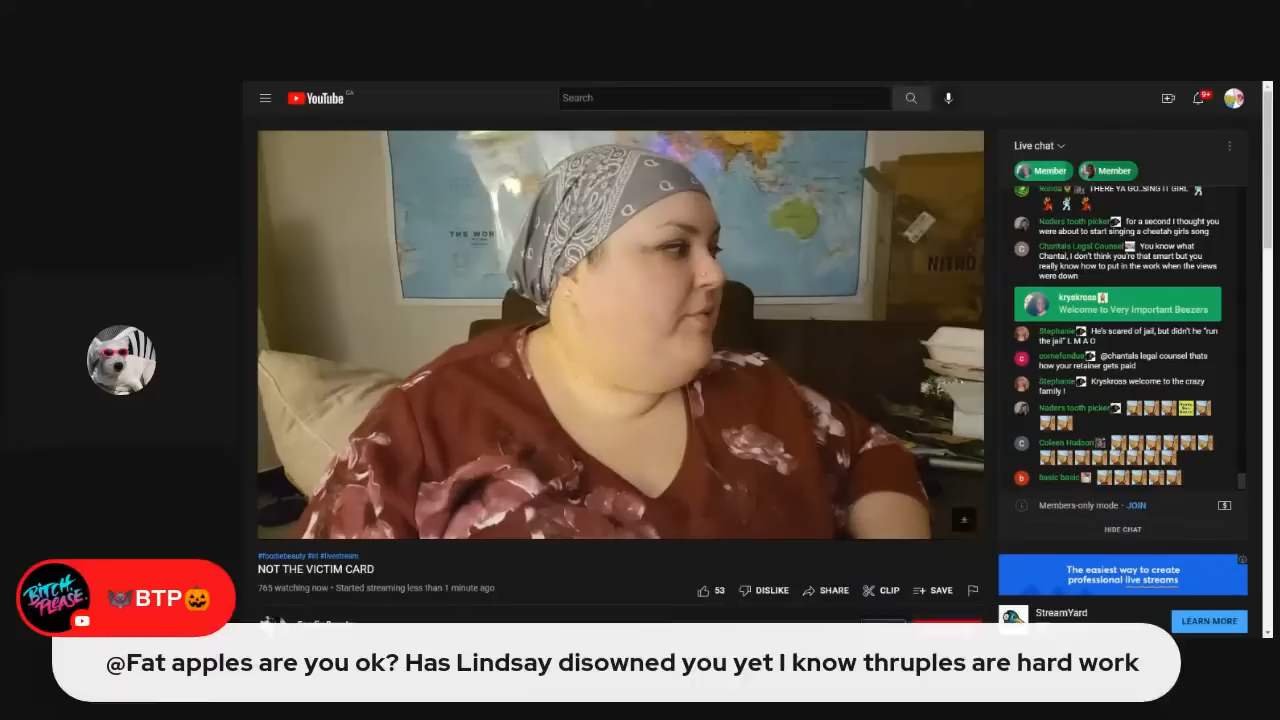 YouTube CA
Search
9+
THE WOR
Live chat
Member
Member
Ronda THERE YA GO..SING IT GIRL
Naders tooth picker for a second I thought you
were about to start singing a cheetah girls song
Chantals Legal Counsel You know what
Chantal, I don't think you're that smart but you
really know how to put in the work when the views
were down
kryskross
Welcome to Very Important Beezers
Stephanie He's scared of jail, but didn't he "run
the jail" L M A O
comefondue @chantals legal counsel thats
how your retainer gets paid
Stephanie Kryskross welcome to the crazy
family !
Naders tooth picker
Coleen Hudson
basic basic
Members-only mode - JOIN
HIDE CHAT
#foodiebeauty #irl #livestream
NOT THE VICTIM CARD
765 watching now • Started streaming less than 1 minute ago
53
DISLIKE
SHARE
CLIP
SAVE
The easiest way to create
professional live streams
StreamYard
LEARN MORE
BITCH, PLEASE.
BTP
Foodie Beauty
@Fat apples are you ok? Has Lindsay disowned you yet I know thruples are hard work